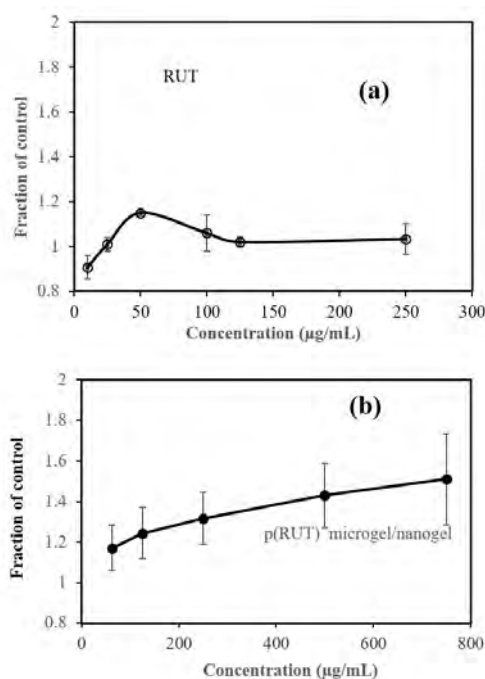 2
1.8
RUT
(a)
1.6
1.4
1.2
1
0.8
Fraction of control
0 50 100 150 200 250 300
Concentration (µg/mL)
2
(b)
1.8
1.6
1.4
p(RUT) microgel/nanogel
1.2
1
0.8
Fraction of control
0 200 400 600 800
Concentration (µg/mL)